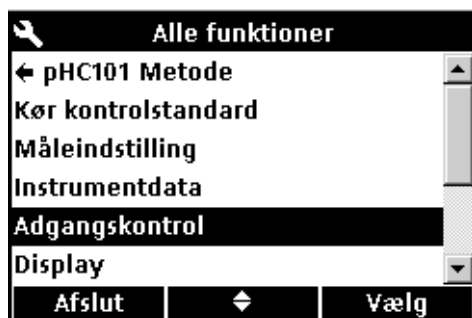 Alle funktioner
← pHC101 Metode
Kør kontrolstandard
Måleindstilling
Instrumentdata
Adgangskontrol
Display
Afslut Vælg